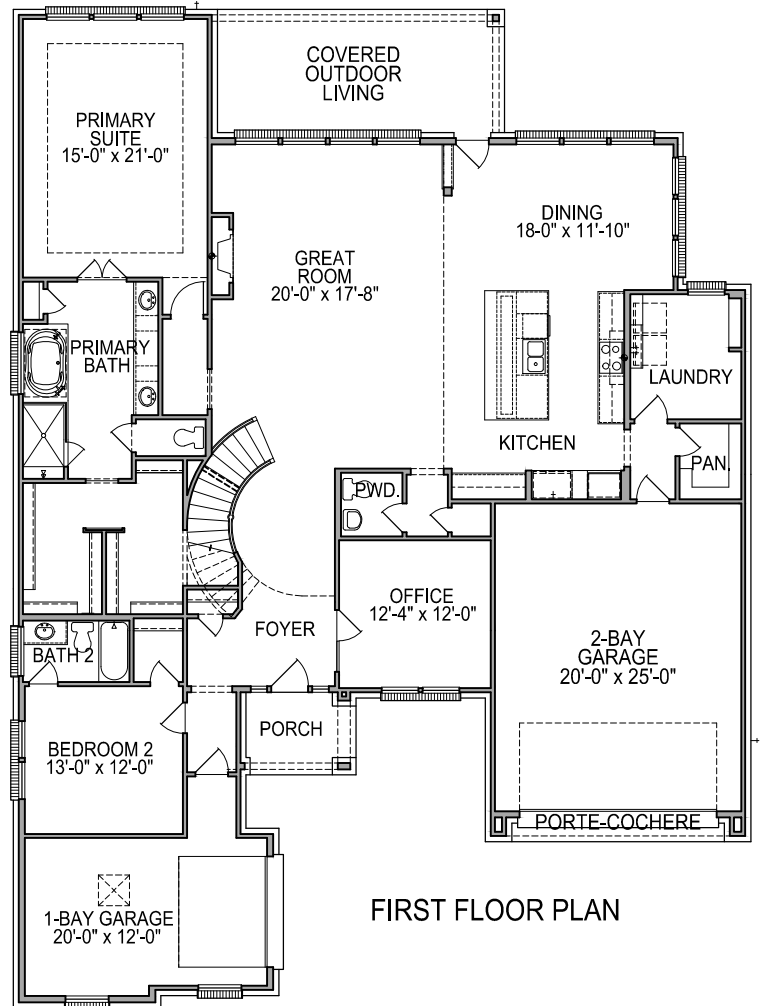 COVERED
OUTDOOR
LIVING
PRIMARY
SUITE
15'-0" x 21'-0"
DINING
18-0" x 11'-10"
GREAT
ROOM
20'-0" x 17'-8"
PRIMARY
BATH
LAUNDRY
KITCHEN
PAN.
PWD.
OFFICE
12'-4" x 12'-0"
FOYER
2-BAY
GARAGE
20'-0" x 25'-0"
BATH 2
PORCH
BEDROOM 2
13'-0" x 12'-0"
PORTE-COCHERE
1-BAY GARAGE
20'-0" x 12'-0"
FIRST FLOOR PLAN